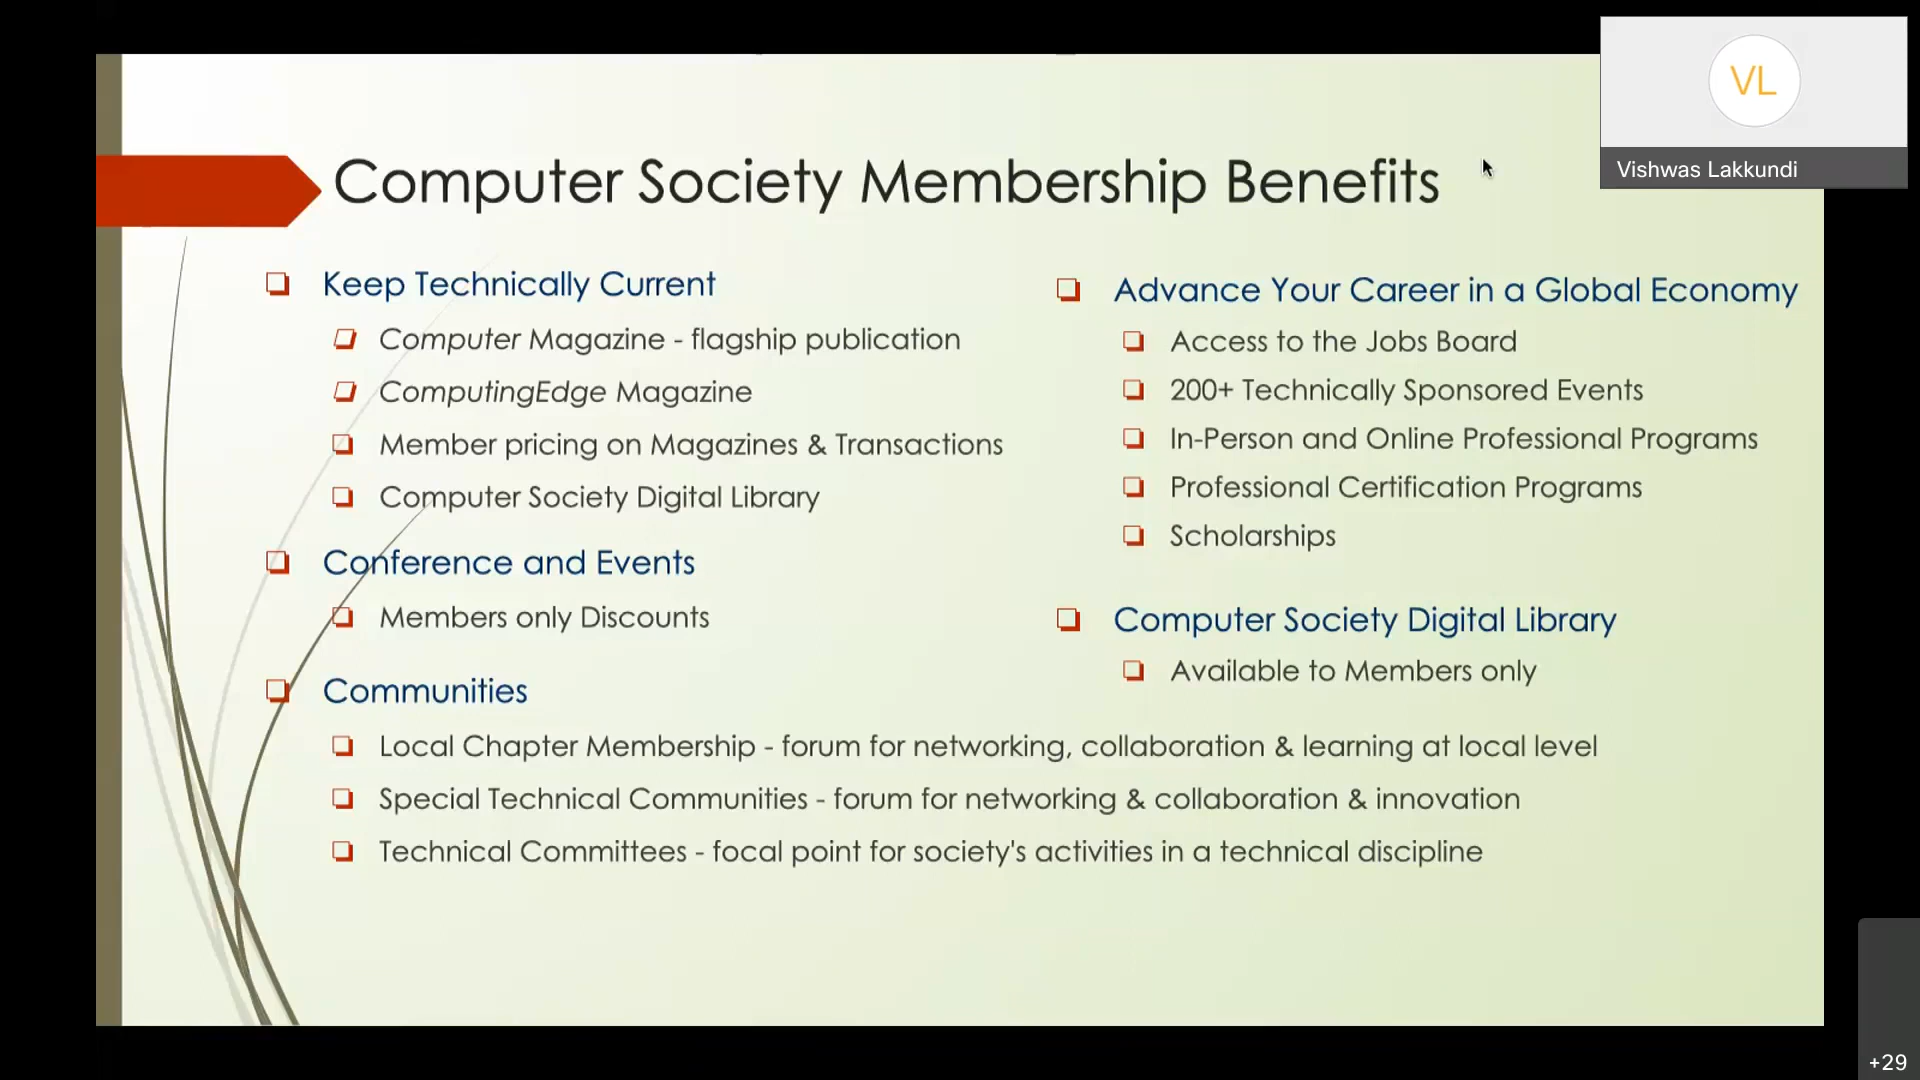 VL
Vishwas Lakkundi
Computer Society Membership Benefits
Keep Technically Current
Computer Magazine - flagship publication
ComputingEdge Magazine
Member pricing on Magazines & Transactions
Computer Society Digital Library
Conference and Events
Members only Discounts
Advance Your Career in a Global Economy
Access to the Jobs Board
200+ Technically Sponsored Events
In-Person and Online Professional Programs
Professional Certification Programs
Scholarships
Computer Society Digital Library
Available to Members only
Communities
Local Chapter Membership - forum for networking, collaboration & learning at local level
Special Technical Communities - forum for networking & collaboration & innovation
Technical Committees - focal point for society's activities in a technical discipline
+29